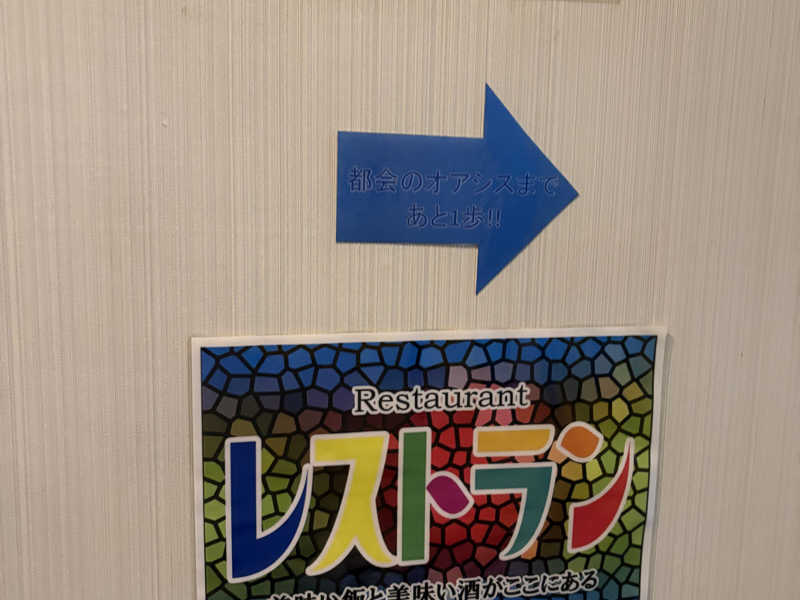 都会のオアシスまで
あと1歩!!
Restaurant
レストラン
美味い飯と美味い酒がここにある